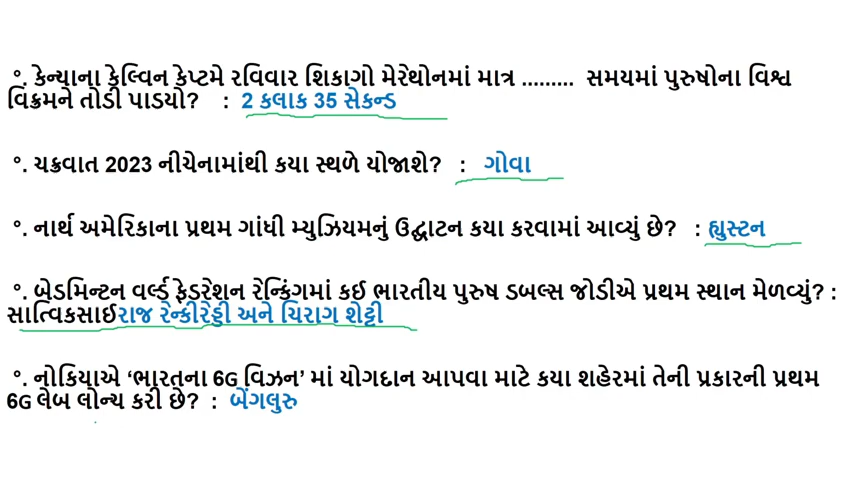 °. કેન્યાના કેલ્વિન કેપ્ટમે રવિવાર શિકાગો મેરેથોનમાં માત્ર ......... સમયમાં પુરુષોના વિશ્વ
વિક્રમને તોડી પાડયો? : 2 કલાક 35 સેકન્ડ
°. ચક્રવાત 2023 નીચેનામાંથી કયા સ્થળે યોજાશે? : ગોવા
°. નાર્થ અમેરિકાના પ્રથમ ગાંધી મ્યુઝિયમનું ઉદ્ઘાટન કયા કરવામાં આવ્યું છે? : હ્યુસ્ટન
°. બેડમિન્ટન વર્લ્ડ ફેડરેશન રેન્કિંગમાં કઈ ભારતીય પુરુષ ડબલ્સ જોડીએ પ્રથમ સ્થાન મેળવ્યું? :
સાત્વિકસાઈરાજ રેન્કીરેડ્ડી અને ચિરાગ શેટ્ટી
°. નોકિયાએ ‘ભારતના 6G વિઝન’ માં યોગદાન આપવા માટે કયા શહેરમાં તેની પ્રકારની પ્રથમ
6G લેબ લોન્ચ કરી છે? : બેંગલુરુ